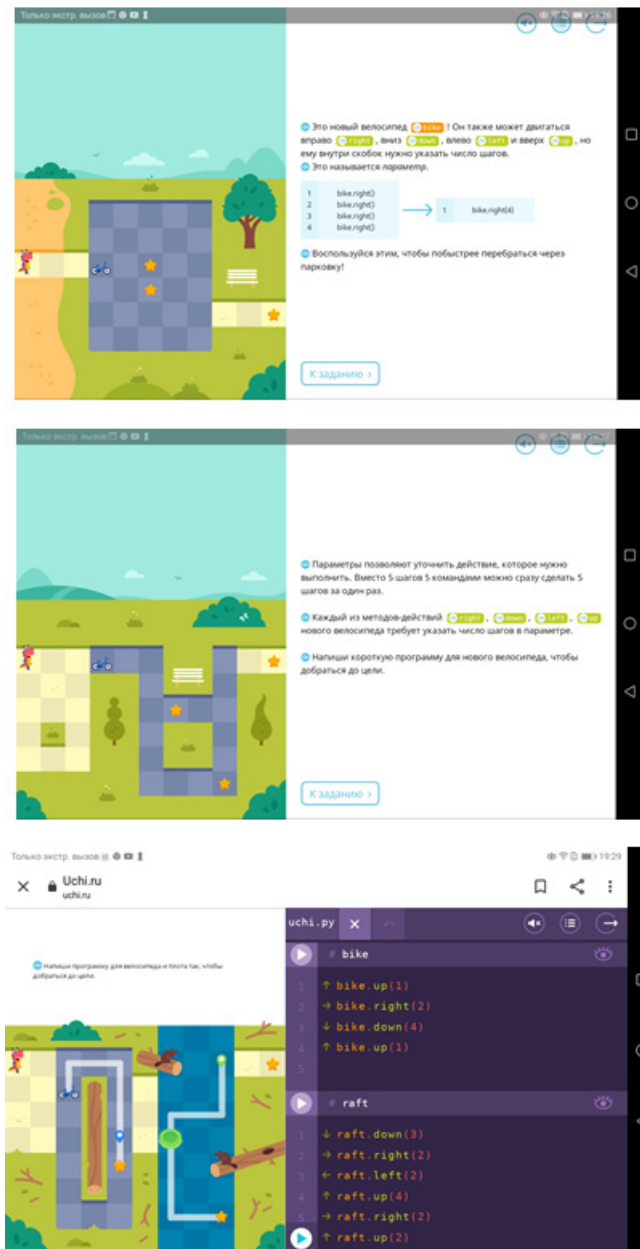 Только экстр. вызов
19:26
Это новый велосипед bike ! Он также может двигаться
вправо right , вниз down , влево left и вверх up , но
ему внутри скобок нужно указать число шагов.
Это называется параметр.
1 bike.right()
2 bike.right()
3 bike.right()
4 bike.right()
1 bike.right(4)
Воспользуйся этим, чтобы побыстрее перебраться через
парковку!
К заданию >
Только экстр. вызов
Параметры позволяют уточнить действие, которое нужно
выполнить. Вместо 5 шагов 5 командами можно сразу сделать 5
шагов за один раз.
Каждый из методов-действий right , down , left , up
нового велосипеда требует указать число шагов в параметре.
Напиши короткую программу для нового велосипеда, чтобы
добраться до цели.
К заданию >
Только экстр. вызов
19:29
Uchi.ru
uchi.ru
uchi.py
Напиши программу для велосипеда и плота так, чтобы
добраться до цели.
# bike
1 ↑ bike.up(1)
2 → bike.right(2)
3 ↓ bike.down(4)
4 ↑ bike.up(1)
5
# raft
1 ↓ raft.down(3)
2 → raft.right(2)
3 ← raft.left(2)
4 ↑ raft.up(4)
5 → raft.right(2)
↑ raft.up(2)